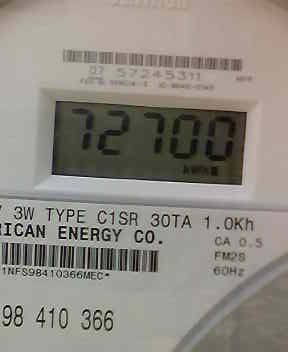 07 57245311
72700
3W TYPE C1SR 30TA 1.0Kh
RICAN ENERGY CO.
CA 0.5
FM2S
60Hz
1NFS98410366MEC*
98 410 366